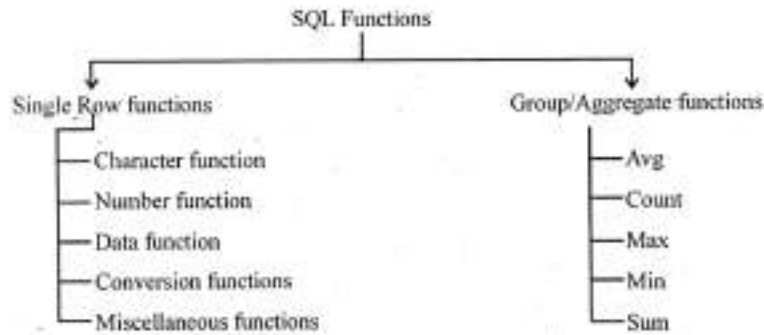 SQL Functions
Single Row functions
Character function
Number function
Data function
Conversion functions
Miscellaneous functions
Group/Aggregate functions
Avg
Count
Max
Min
Sum